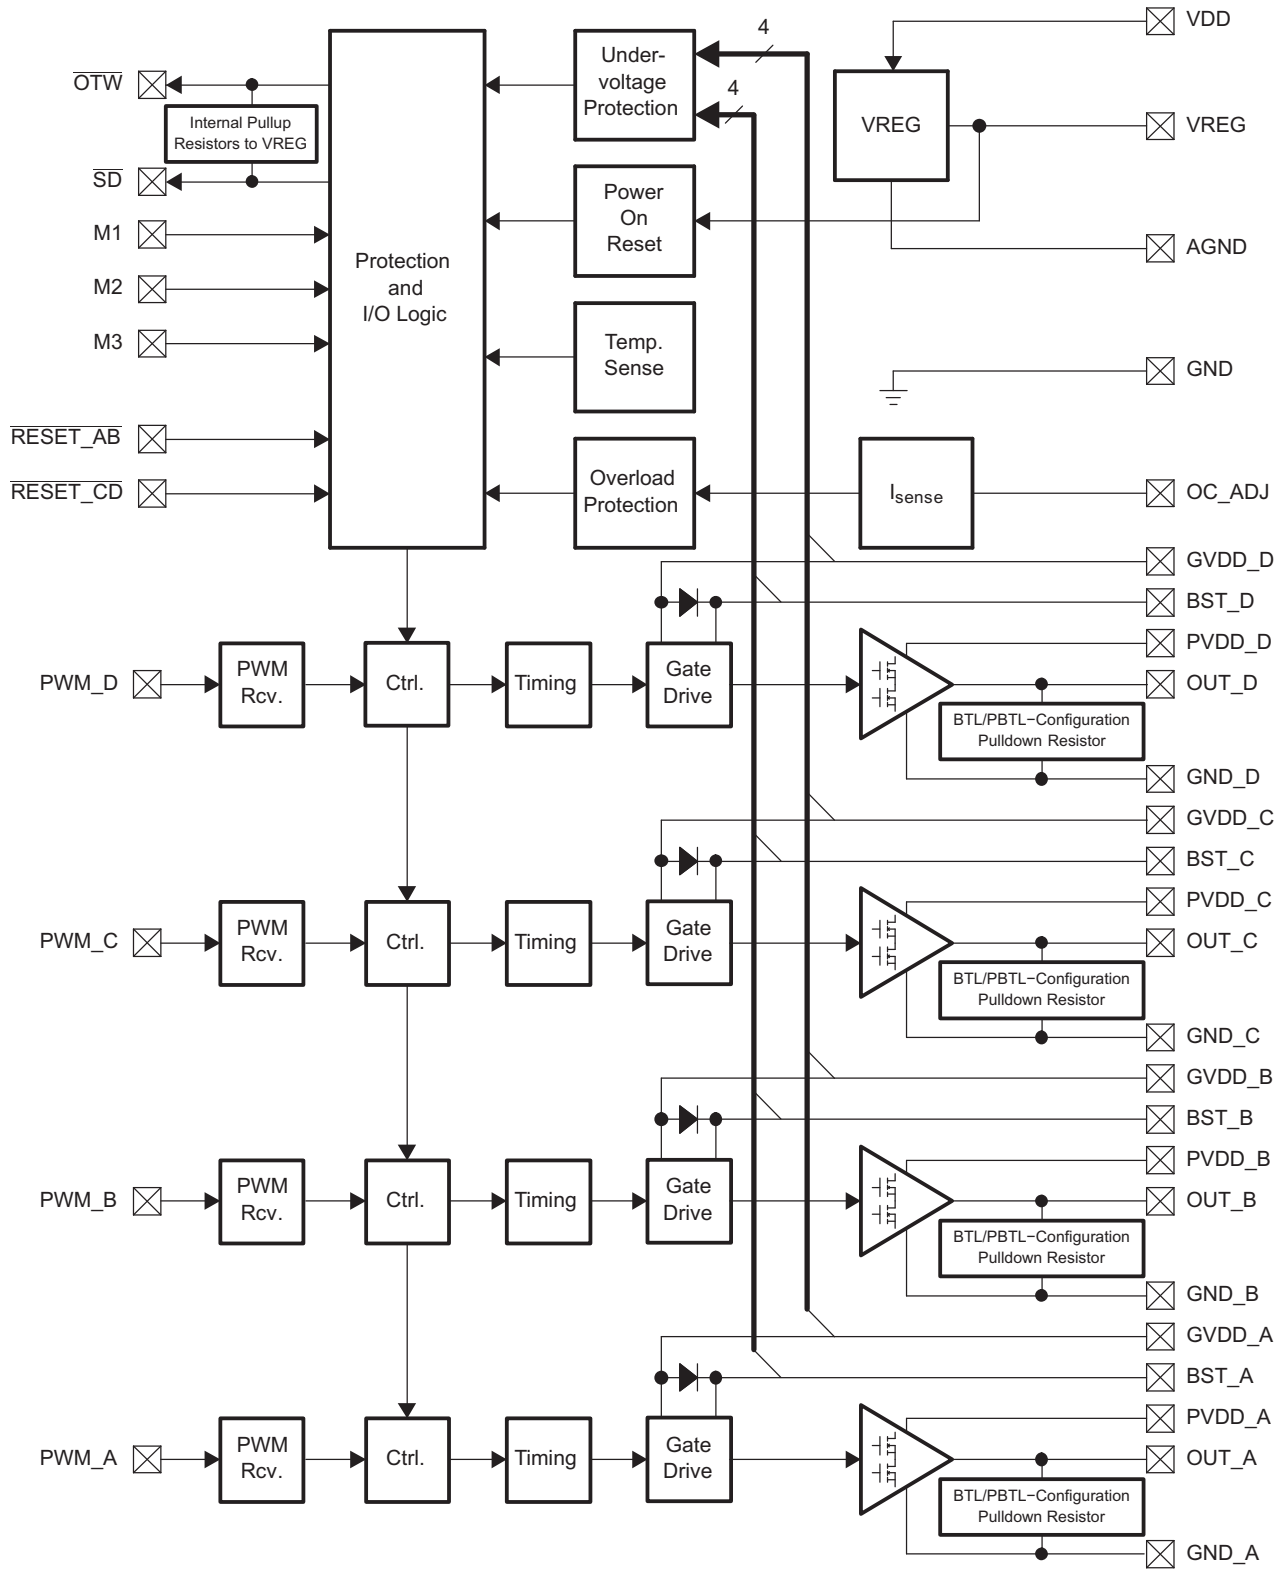 4
VDD
Under-
voltage
Protection
OTW
4
Internal Pullup
Resistors to VREG
VREG
VREG
SD
Power
On
Reset
M1
AGND
Protection
and
I/O Logic
M2
M3
Temp.
Sense
GND
RESET_AB
Overload
Protection
Isense
RESET_CD
OC_ADJ
GVDD_D
BST_D
PVDD_D
PWM_D
PWM
Rcv.
Ctrl.
Timing
Gate
Drive
OUT_D
BTL/PBTL−Configuration
Pulldown Resistor
GND_D
GVDD_C
BST_C
PVDD_C
PWM_C
PWM
Rcv.
Ctrl.
Timing
Gate
Drive
OUT_C
BTL/PBTL−Configuration
Pulldown Resistor
GND_C
GVDD_B
BST_B
PVDD_B
PWM_B
PWM
Rcv.
Ctrl.
Timing
Gate
Drive
OUT_B
BTL/PBTL−Configuration
Pulldown Resistor
GND_B
GVDD_A
BST_A
PVDD_A
PWM_A
PWM
Rcv.
Ctrl.
Timing
Gate
Drive
OUT_A
BTL/PBTL−Configuration
Pulldown Resistor
GND_A